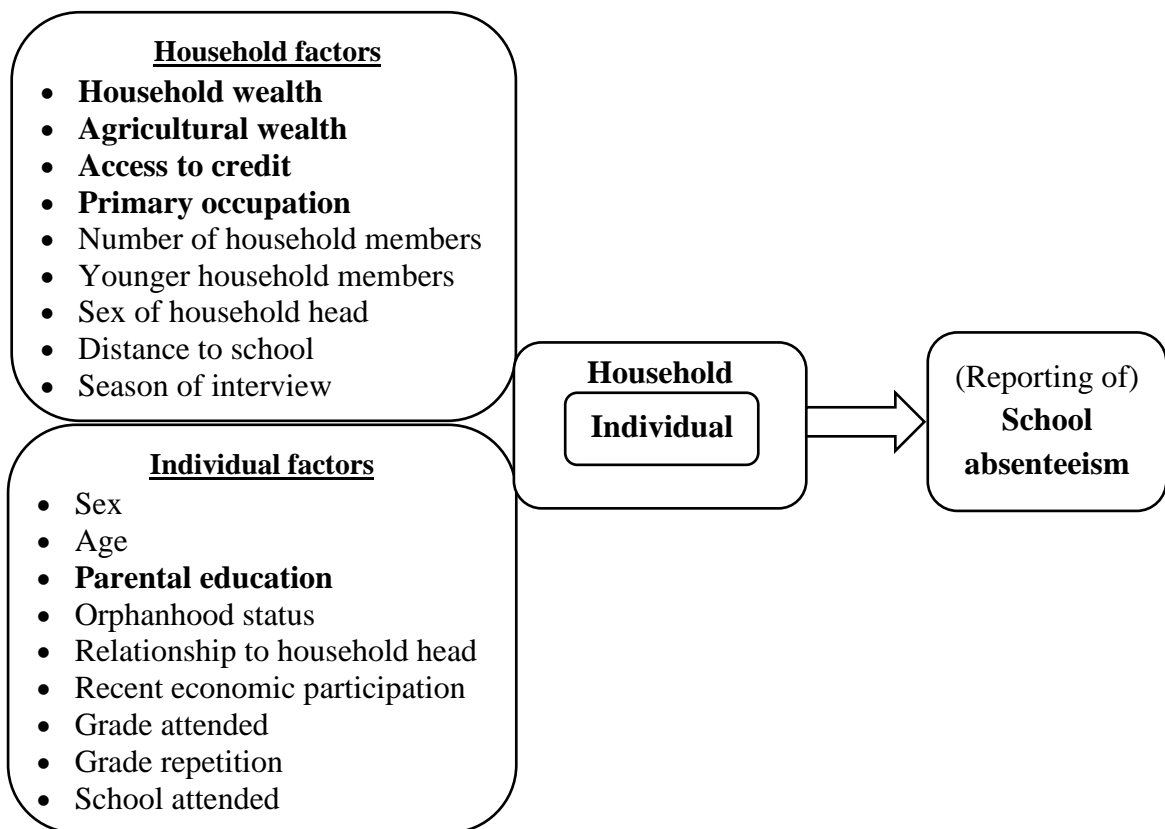 Household factors
• Household wealth
• Agricultural wealth
• Access to credit
• Primary occupation
• Number of household members
• Younger household members
• Sex of household head
• Distance to school
• Season of interview
Individual factors
• Sex
• Age
• Parental education
• Orphanhood status
• Relationship to household head
• Recent economic participation
• Grade attended
• Grade repetition
• School attended
Household
Individual
(Reporting of)
School
absenteeism